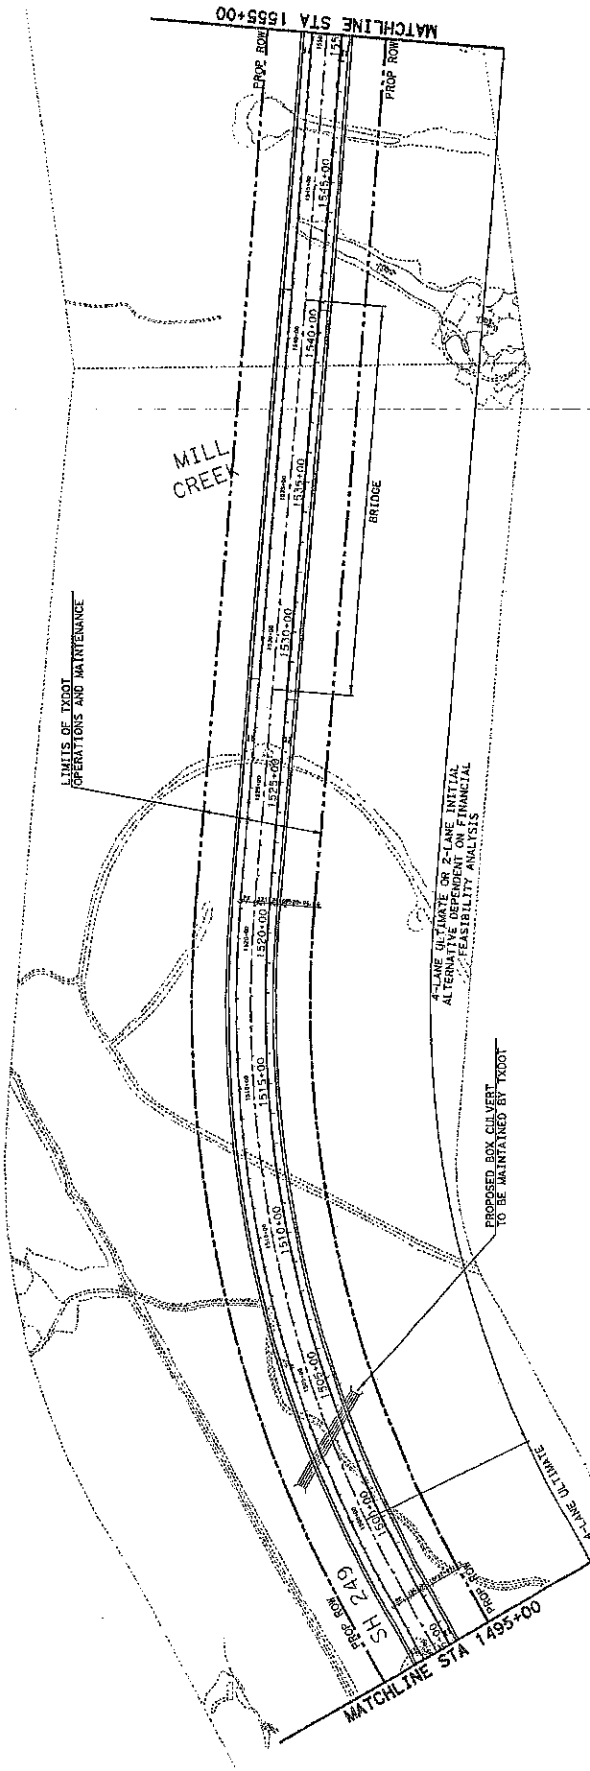 MATCHLINE STA 1555+00
PROP ROW
PROP ROW
1545+00
1540+00
MILL
CREEK
1535+00
BRIDGE
1530+00
LIMITS OF TXDOT
OPERATIONS AND MAINTENANCE
1525+00
1520+00
4-LANE ULTIMATE OR 2-LANE INITIAL
ALTERNATIVE DEPENDENT ON FINANCIAL
FEASIBILITY ANALYSIS
1515+00
PROPOSED BOX CULVERT
TO BE MAINTAINED BY TXDOT
1510+00
1505+00
1500+00
4-LANE ULTIMATE
SH 249
PROP ROW
PROP ROW
MATCHLINE STA 1495+00